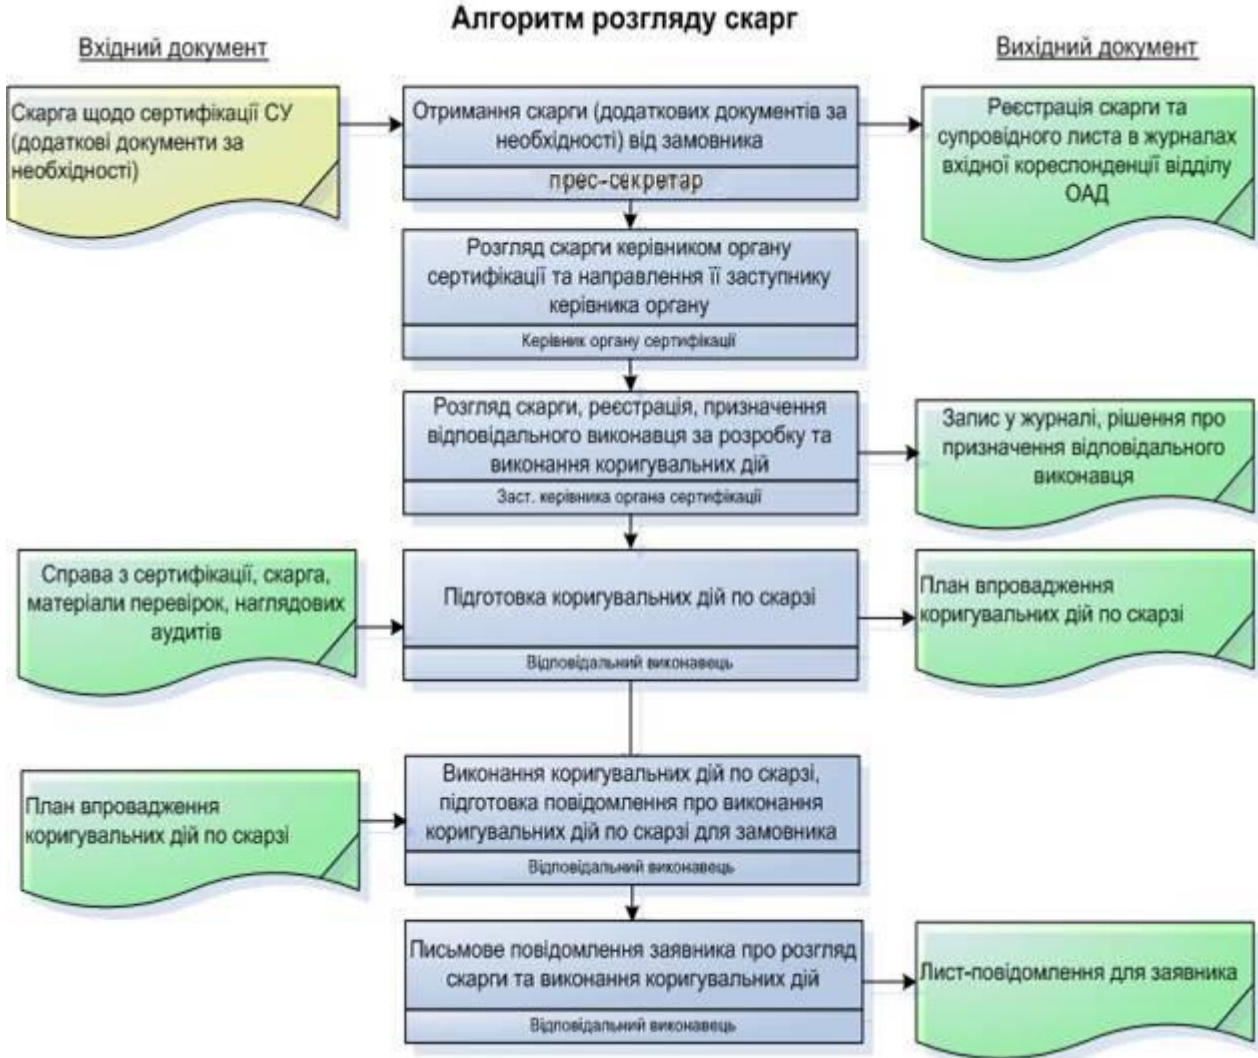 Алгоритм розгляду скарг
Вхідний документ
Вихідний документ
Скарга щодо сертифікації СУ
(додаткові документи за
необхідності)
Отримання скарги (додаткових документів за
необхідності) від замовника
прес-секретар
Реєстрація скарги та
супровідного листа в журналах
вхідної кореспонденції відділу
ОАД
Розгляд скарги керівником органу
сертифікації та направлення її заступнику
керівника органу
Керівник органу сертифікації
Розгляд скарги, реєстрація, призначення
відповідального виконавця за розробку та
виконання коригувальних дій
Заст. керівника органа сертифікації
Запис у журналі, рішення про
призначення відповідального
виконавця
Справа з сертифікації, скарга,
матеріали перевірок, наглядових
аудитів
Підготовка коригувальних дій по скарзі
Відповідальний виконавець
План впровадження
коригувальних дій по скарзі
План впровадження
коригувальних дій по скарзі
Виконання коригувальних дій по скарзі,
підготовка повідомлення про виконання
коригувальних дій по скарзі для замовника
Відповідальний виконавець
Письмове повідомлення заявника про розгляд
скарги та виконання коригувальних дій
Відповідальний виконавець
Лист-повідомлення для заявника